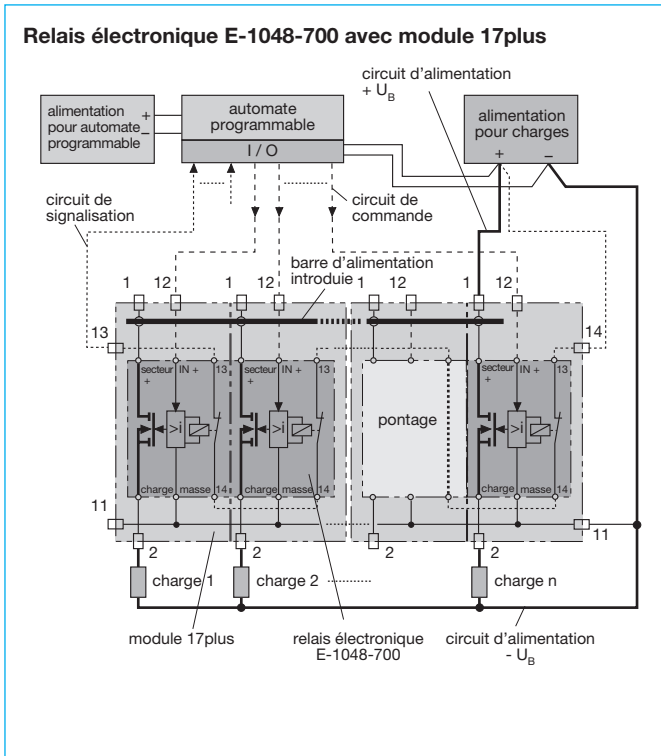 Relais électronique E-1048-700 avec module 17plus
circuit d'alimentation
+ UB
alimentation
pour automate
programmable
+
–
automate
programmable
I / O
alimentation
pour charges
+ –
circuit de
signalisation
circuit de
commande
barre d'alimentation
introduie
1 12 1 12 1 1 12
13 14
secteur IN + 13
+
>i
charge masse 14
secteur IN + 13
+
>i
charge masse 14
pontage
secteur IN + 13
+
>i
charge masse 14
11 11
2 2 2 2
charge 1 charge 2 charge n
module 17plus
relais électronique
E-1048-700
circuit d'alimentation
- UB